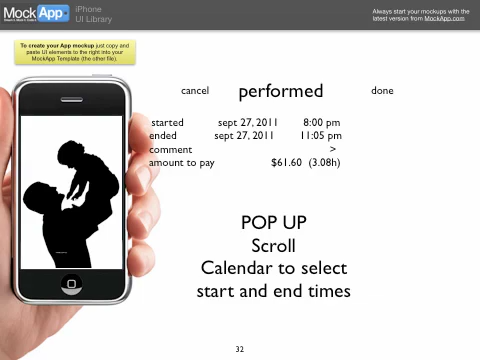 MockApp
iPhone
UI Library
Always start your mockups with the
latest version from MockApp.com
To create your App mockup just copy and
paste UI elements to the right into your
MockApp Template (the other file).
cancel performed done
started sept 27, 2011 8:00 pm
ended sept 27, 2011 11:05 pm
comment >
amount to pay $61.60 (3.08h)
POP UP
Scroll
Calendar to select
start and end times
32